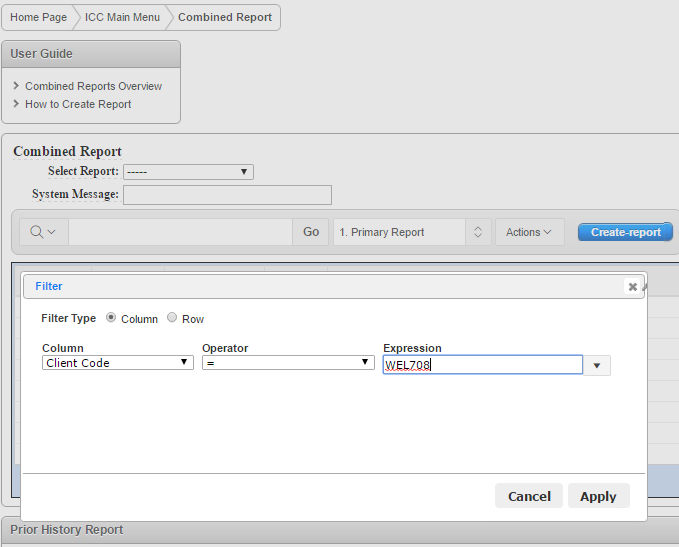 Home Page ICC Main Menu Combined Report
User Guide
Combined Reports Overview
How to Create Report
Combined Report
Select Report: -----
System Message:
Go 1. Primary Report Actions Create-report
Filter
Filter Type Column Row
Column Operator Expression
Client Code = WEL708
Cancel Apply
Prior History Report